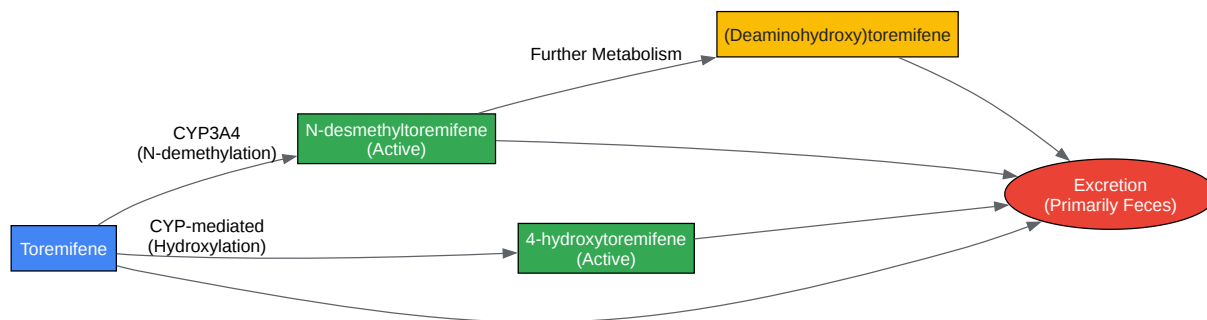 (Deaminohydroxy)toremifene
Further Metabolism
N-desmethyltoremifene
(Active)
CYP3A4
(N-demethylation)
Excretion
(Primarily Feces)
CYP-mediated
(Hydroxylation)
Toremifene
4-hydroxytoremifene
(Active)